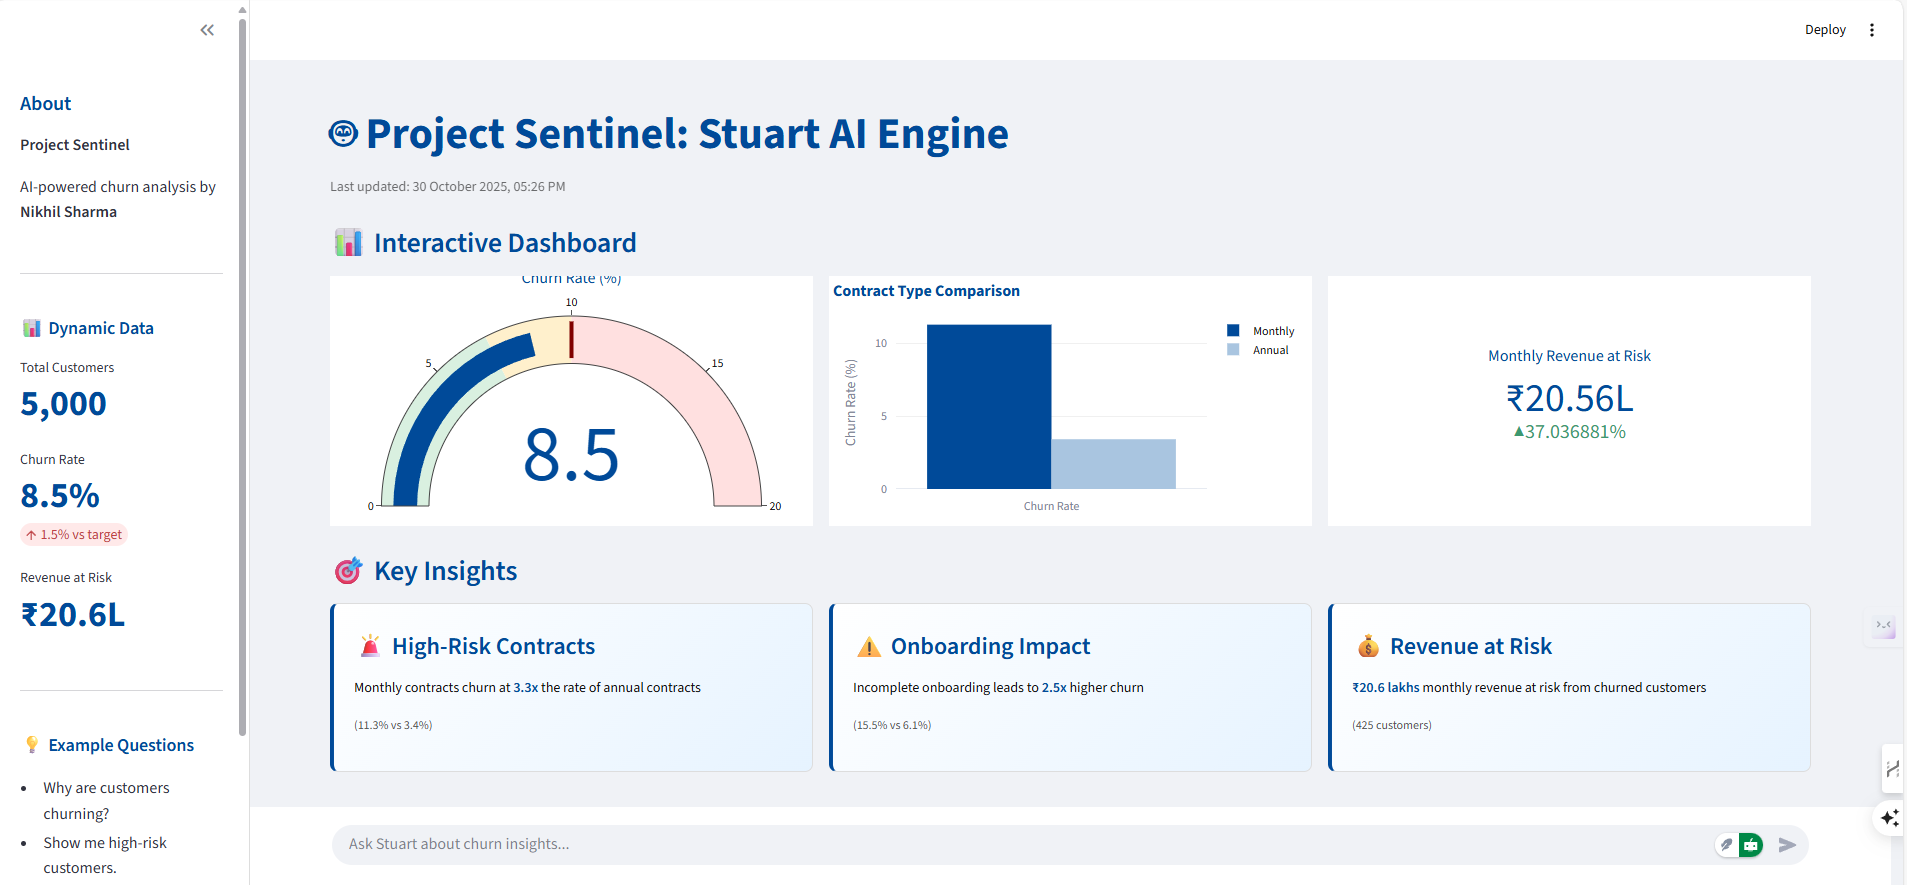 Deploy
About
Project Sentinel
AI-powered churn analysis by
Nikhil Sharma
Dynamic Data
Total Customers
5,000
Churn Rate
8.5%
↑ 1.5% vs target
Revenue at Risk
₹20.6L
Example Questions
• Why are customers
churning?
• Show me high-risk
customers.
Project Sentinel: Stuart AI Engine
Last updated: 30 October 2025, 05:26 PM
Interactive Dashboard
Churn Rate (%)
0
5
10
15
20
8.5
Contract Type Comparison
Churn Rate (%)
10
5
0
Churn Rate
Monthly
Annual
Monthly Revenue at Risk
₹20.56L
▲37.036881%
Key Insights
High-Risk Contracts
Monthly contracts churn at 3.3x the rate of annual contracts
(11.3% vs 3.4%)
Onboarding Impact
Incomplete onboarding leads to 2.5x higher churn
(15.5% vs 6.1%)
Revenue at Risk
₹20.6 lakhs monthly revenue at risk from churned customers
(425 customers)
Ask Stuart about churn insights...